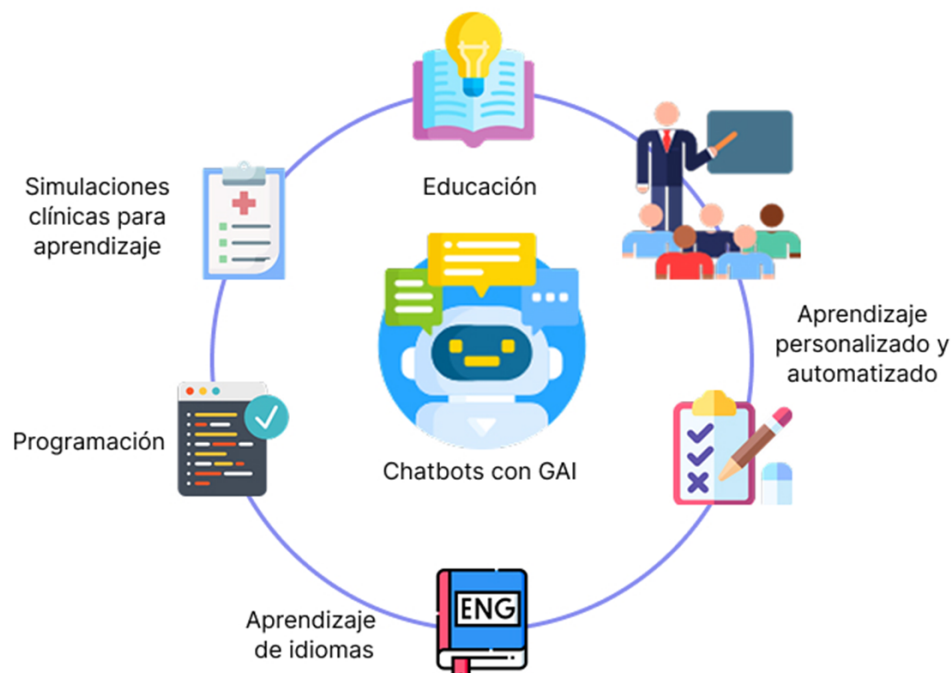 Educación
Simulaciones
clínicas para
aprendizaje
Aprendizaje
personalizado y
automatizado
Programación
Chatbots con GAI
ENG
Aprendizaje
de idiomas